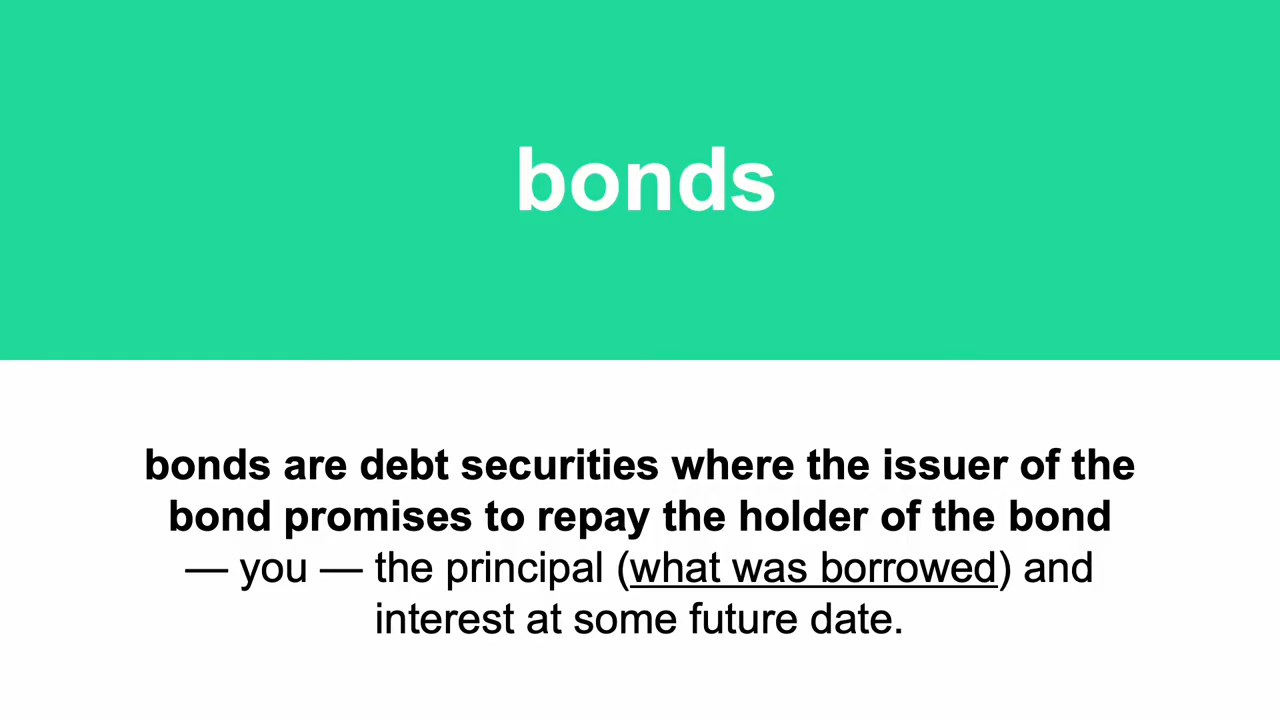 bonds
bonds are debt securities where the issuer of the
bond promises to repay the holder of the bond
— you — the principal (what was borrowed) and
interest at some future date.